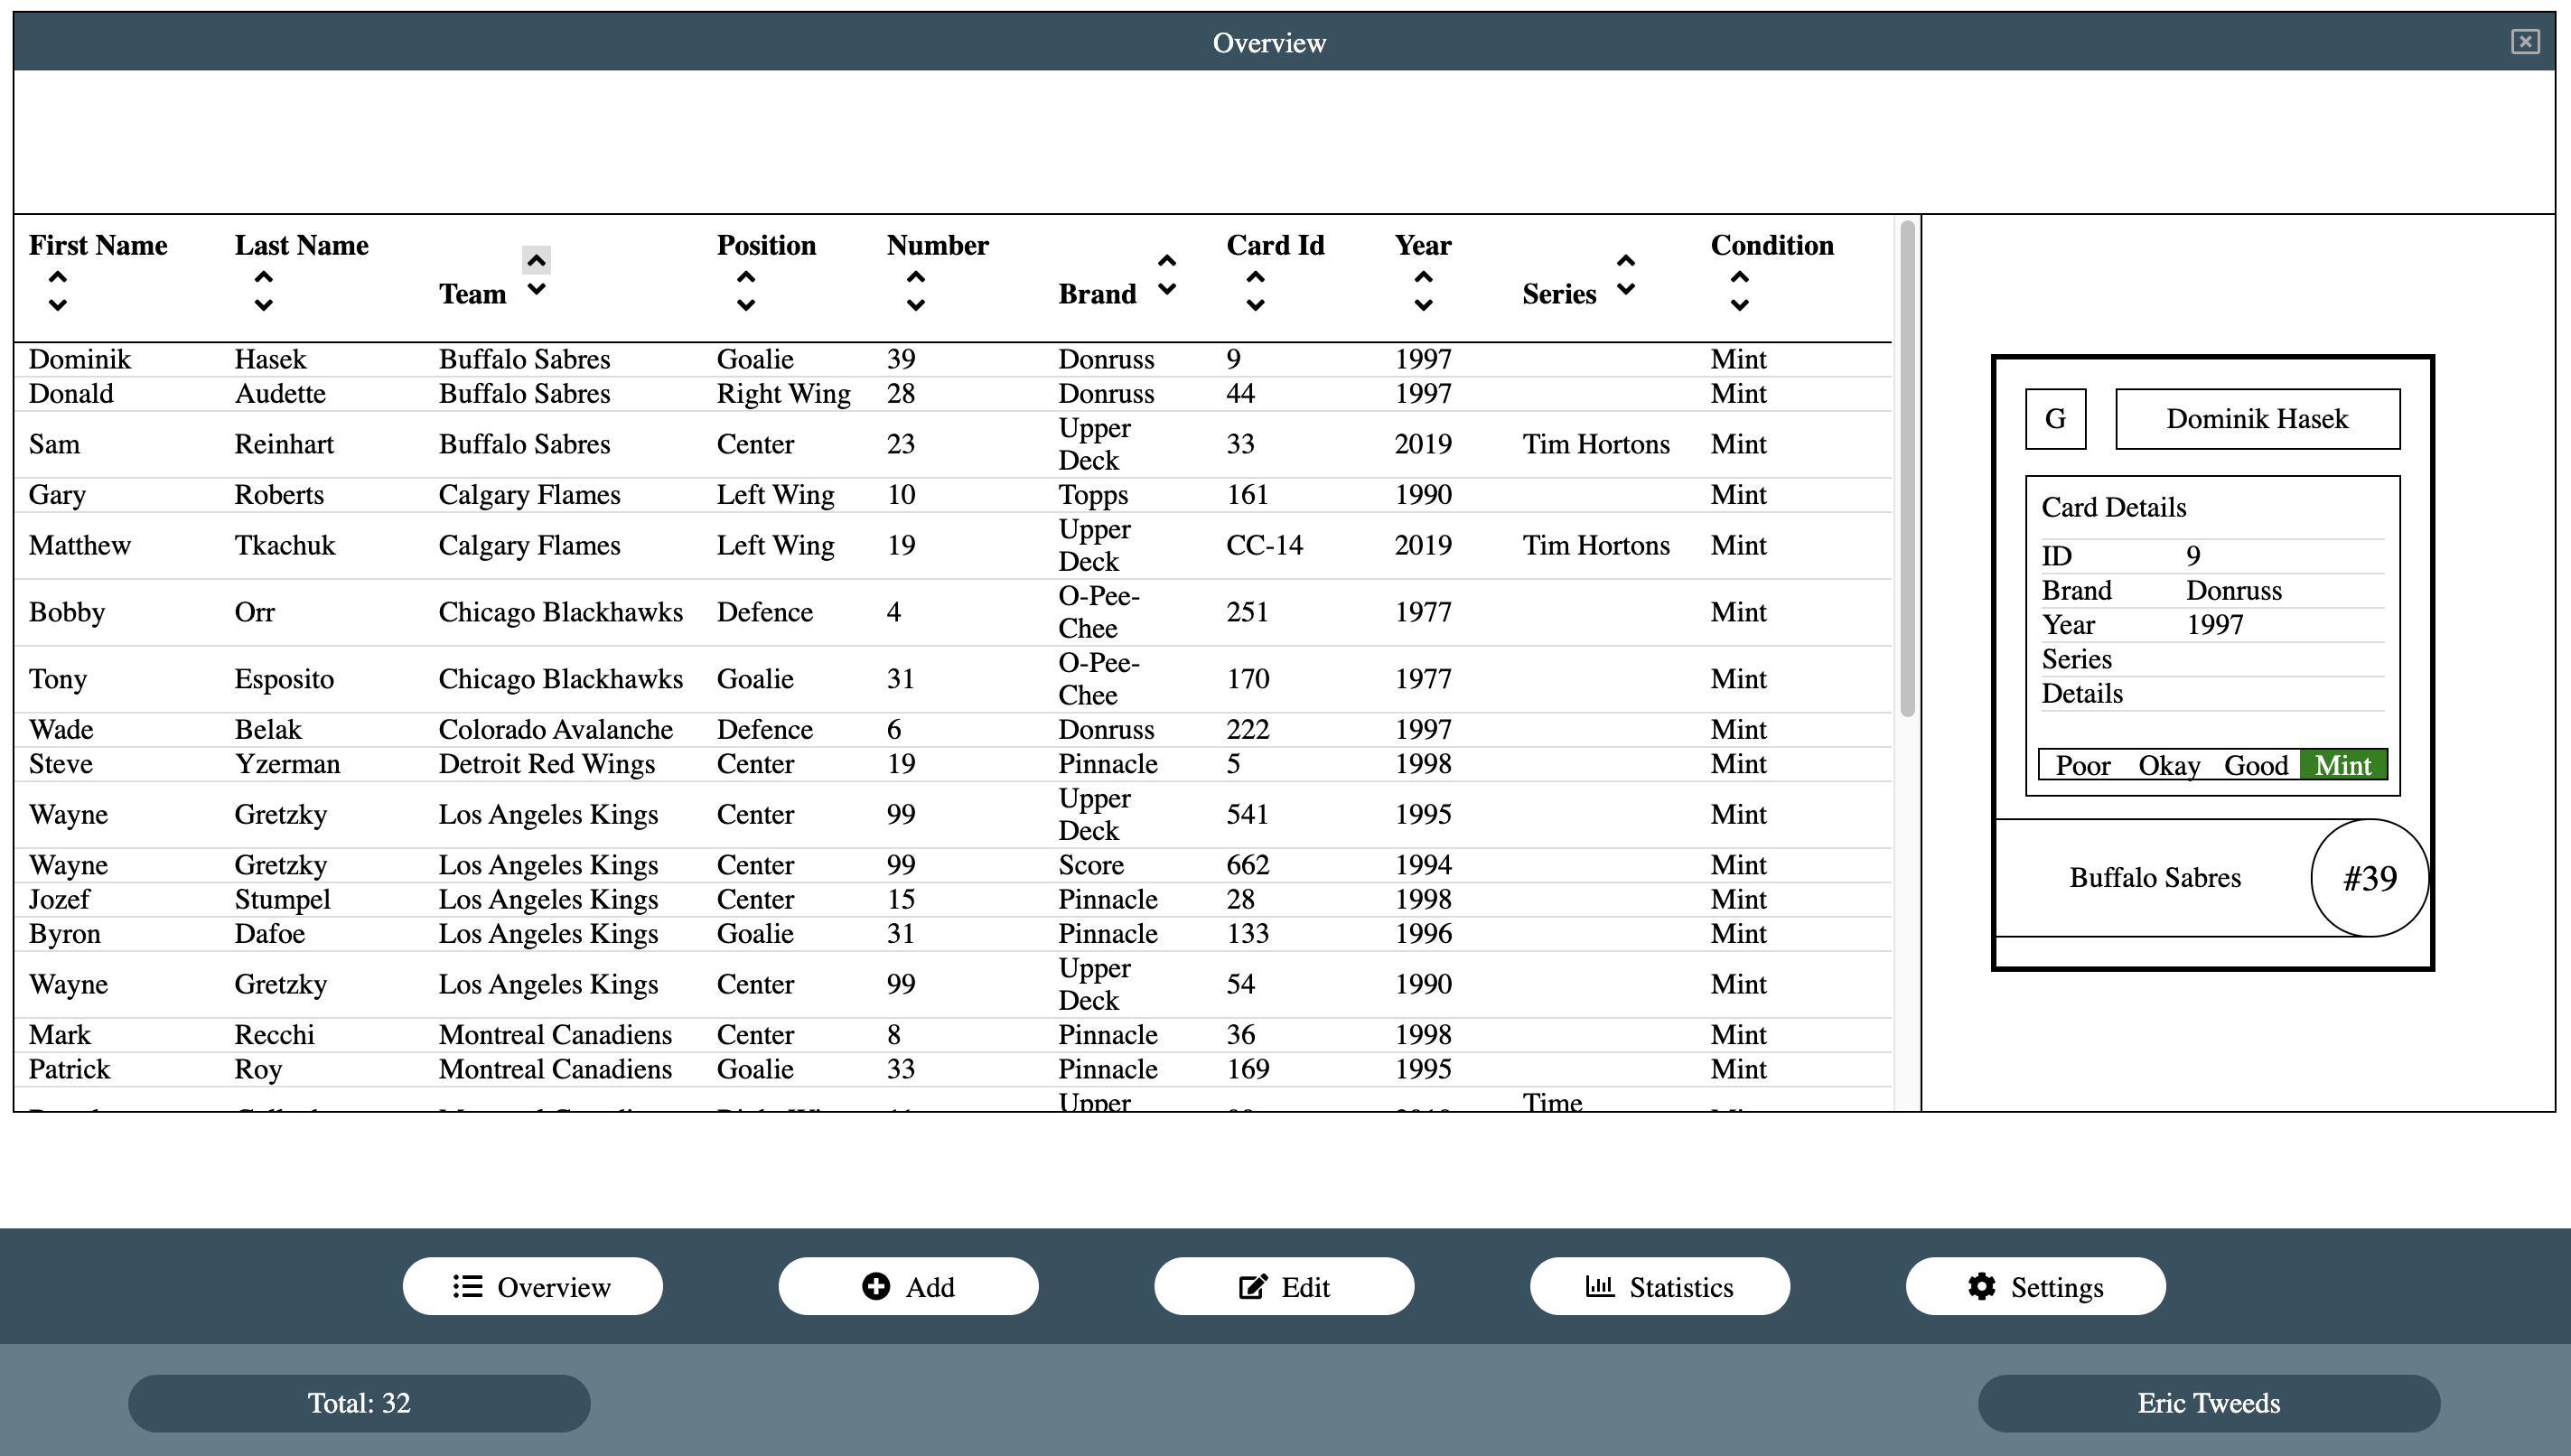 Overview
First Name Last Name Team Position Number Brand Card Id Year Series Condition
Dominik Hasek Buffalo Sabres Goalie 39 Donruss 9 1997 Mint
Donald Audette Buffalo Sabres Right Wing 28 Donruss 44 1997 Mint
Sam Reinhart Buffalo Sabres Center 23 Upper Deck 33 2019 Tim Hortons Mint
Gary Roberts Calgary Flames Left Wing 10 Topps 161 1990 Mint
Matthew Tkachuk Calgary Flames Left Wing 19 Upper Deck CC-14 2019 Tim Hortons Mint
Bobby Orr Chicago Blackhawks Defence 4 O-Pee-Chee 251 1977 Mint
Tony Esposito Chicago Blackhawks Goalie 31 O-Pee-Chee 170 1977 Mint
Wade Belak Colorado Avalanche Defence 6 Donruss 222 1997 Mint
Steve Yzerman Detroit Red Wings Center 19 Pinnacle 5 1998 Mint
Wayne Gretzky Los Angeles Kings Center 99 Upper Deck 541 1995 Mint
Wayne Gretzky Los Angeles Kings Center 99 Score 662 1994 Mint
Jozef Stumpel Los Angeles Kings Center 15 Pinnacle 28 1998 Mint
Byron Dafoe Los Angeles Kings Goalie 31 Pinnacle 133 1996 Mint
Wayne Gretzky Los Angeles Kings Center 99 Upper Deck 54 1990 Mint
Mark Recchi Montreal Canadiens Center 8 Pinnacle 36 1998 Mint
Patrick Roy Montreal Canadiens Goalie 33 Pinnacle 169 1995 Mint
Upper Time
G Dominik Hasek
Card Details
ID 9
Brand Donruss
Year 1997
Series
Details
Poor Okay Good Mint
Buffalo Sabres #39
Overview Add Edit Statistics Settings
Total: 32 Eric Tweeds